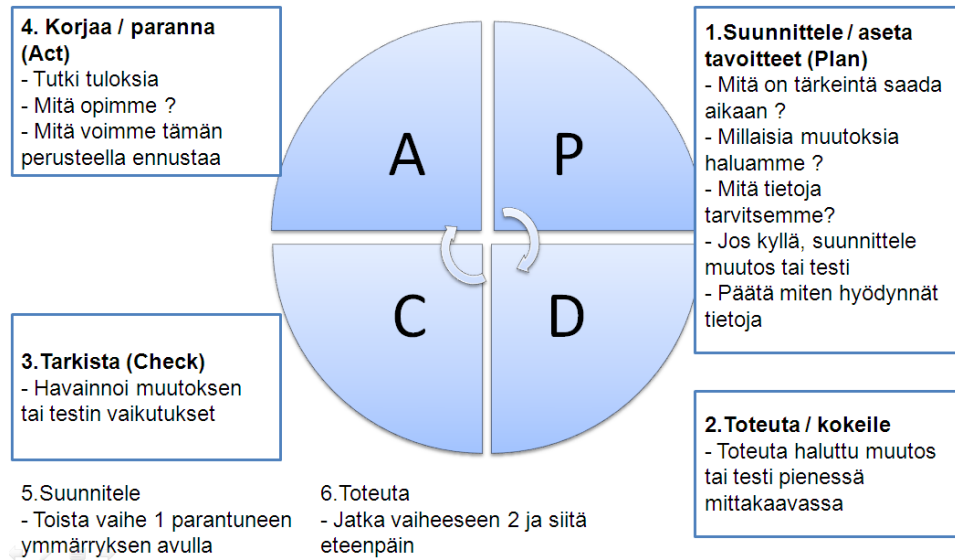 4. Korjaa / paranna
(Act)
- Tutki tuloksia
- Mitä opimme ?
- Mitä voimme tämän
perusteella ennustaa
A
P
1.Suunnittele / aseta
tavoitteet (Plan)
- Mitä on tärkeintä saada
aikaan ?
- Millaisia muutoksia
haluamme ?
- Mitä tietoja
tarvitsemme?
- Jos kyllä, suunnittele
muutos tai testi
- Päätä miten hyödynnät
tietoja
C
D
3.Tarkista (Check)
- Havainnoi muutoksen
tai testin vaikutukset
2.Toteuta / kokeile
- Toteuta haluttu muutos
tai testi pienessä
mittakaavassa
5.Suunnitele
- Toista vaihe 1 parantuneen
ymmärryksen avulla
6.Toteuta
- Jatka vaiheeseen 2 ja siitä
eteenpäin